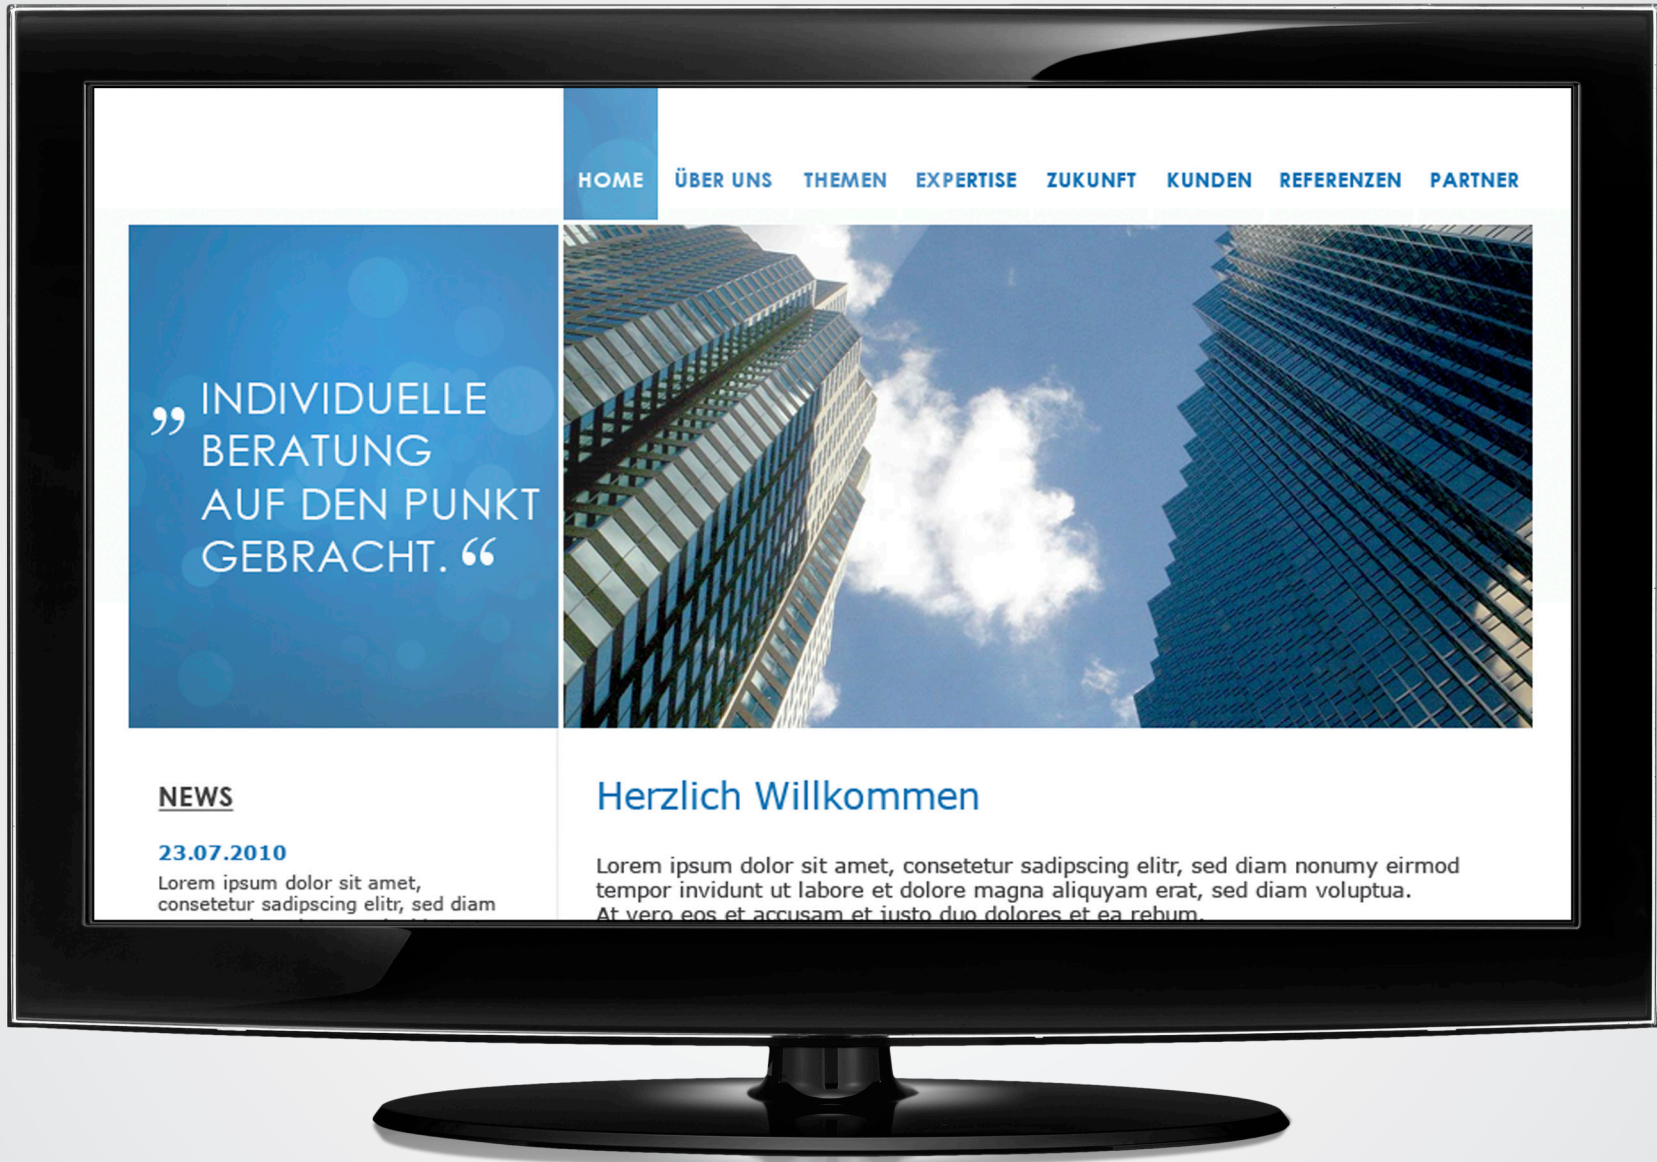 HOME ÜBER UNS THEMEN EXPERTISE ZUKUNFT KUNDEN REFERENZEN PARTNER
„ INDIVIDUELLE
BERATUNG
AUF DEN PUNKT
GEBRACHT. “
NEWS
23.07.2010
Lorem ipsum dolor sit amet,
consetetur sadipscing elitr, sed diam
Herzlich Willkommen
Lorem ipsum dolor sit amet, consetetur sadipscing elitr, sed diam nonumy eirmod
tempor invidunt ut labore et dolore magna aliquyam erat, sed diam voluptua.
At vero eos et accusam et justo duo dolores et ea rebum.